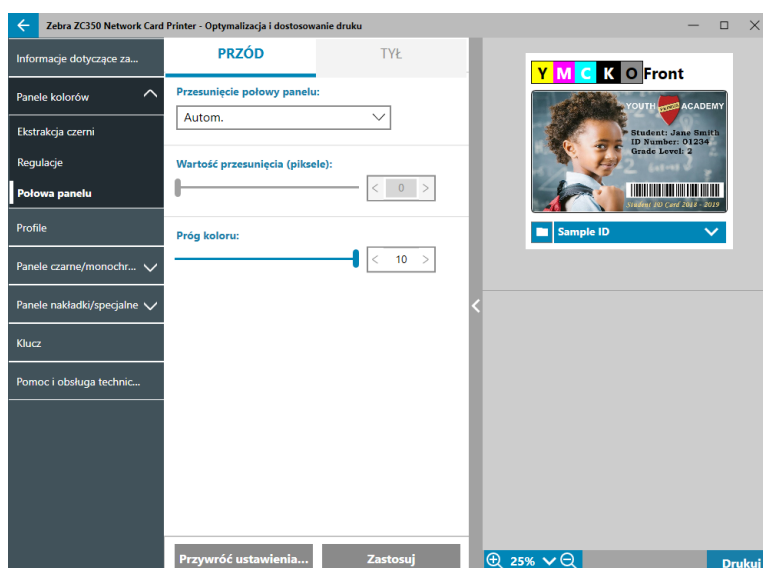 Zebra ZC350 Network Card Printer - Optymalizacja i dostosowanie druku
Informacje dotyczące za...
Panele kolorów
Ekstrakcja czerni
Regulacje
Połowa panelu
Profile
Panele czarne/monochr...
Panele nakładki/specjalne
Klucz
Pomoc i obsługa technic...
PRZÓD
TYŁ
Przesunięcie połowy panelu:
Autom.
Wartość przesunięcia (piksele):
< 0 >
Próg koloru:
< 10 >
Przywróć ustawienia...
Zastosuj
Y M C K O Front
YOUTH ACADEMY
Student: Jane Smith
ID Number: 01234
Grade Level: 2
Student ID Card 2018 - 2019
Sample ID
25%
Drukuj